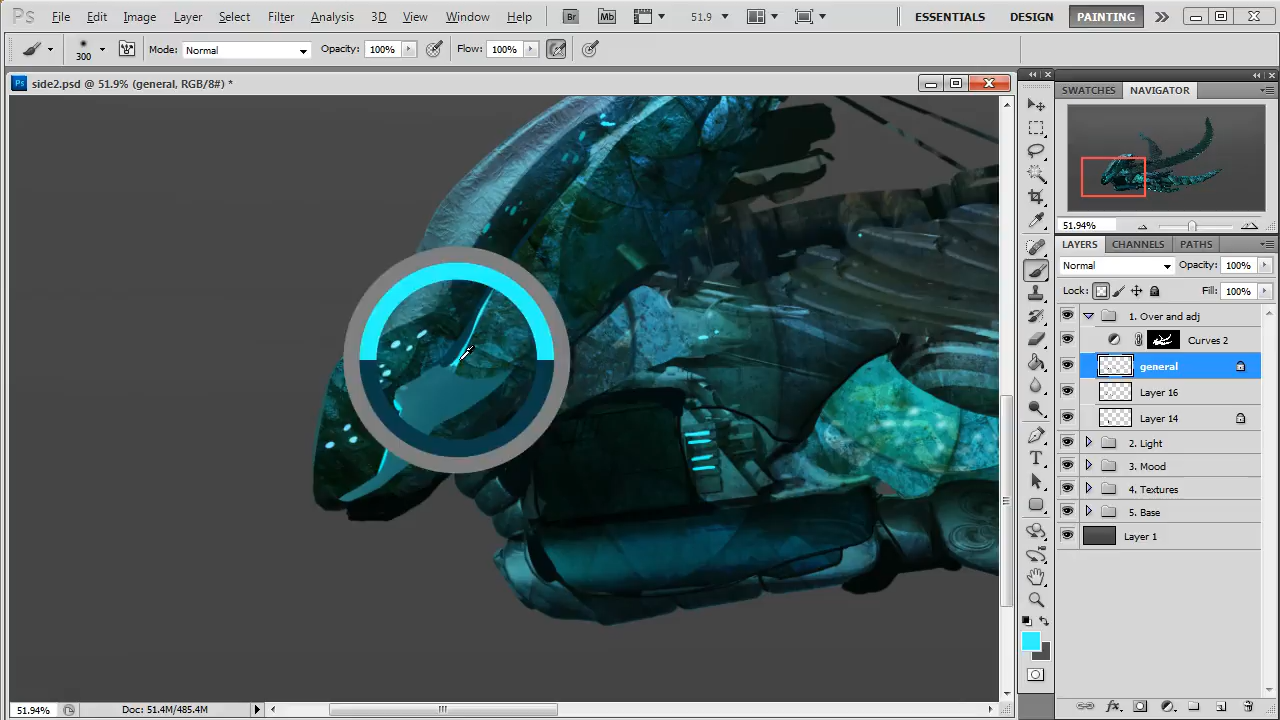 Ps File Edit Image Layer Select Filter Analysis 3D View Window Help Br Mb 51.9 ESSENTIALS DESIGN PAINTING
300 Mode: Normal Opacity: 100% Flow: 100%
Ps side2.psd @ 51.9% (general, RGB/8#) *
SWATCHES NAVIGATOR
51.94%
LAYERS CHANNELS PATHS
Normal Opacity: 100%
Lock: Fill: 100%
1. Over and adj
Curves 2
general
Layer 16
Layer 14
2. Light
3. Mood
4. Textures
5. Base
Layer 1
T
51.94% Doc: 51.4M/485.4M
fx